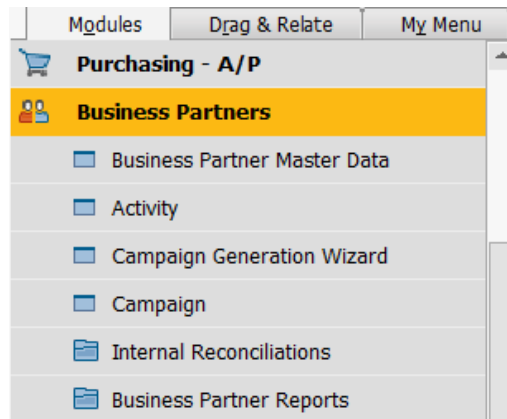 Modules Drag & Relate My Menu
Purchasing - A/P
Business Partners
Business Partner Master Data
Activity
Campaign Generation Wizard
Campaign
Internal Reconciliations
Business Partner Reports